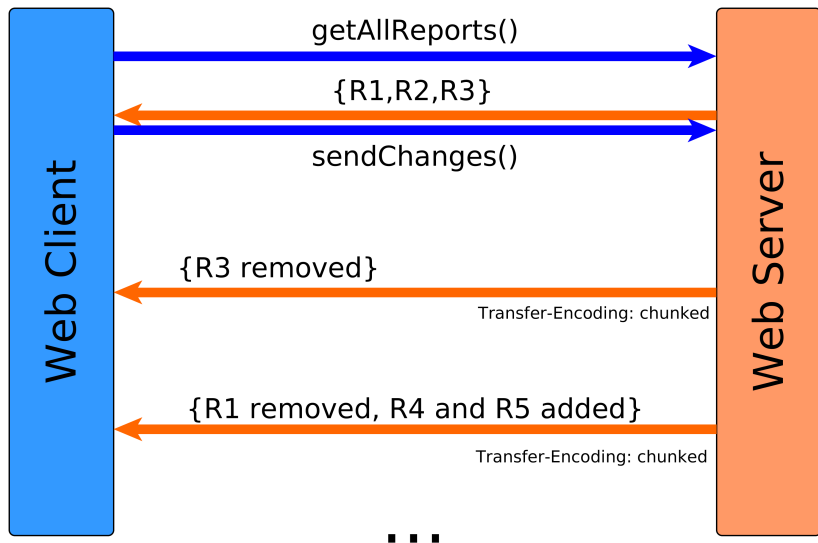 getAllReports()
{R1,R2,R3}
sendChanges()
Web Client
Web Server
{R3 removed}
Transfer-Encoding: chunked
{R1 removed, R4 and R5 added}
Transfer-Encoding: chunked
...